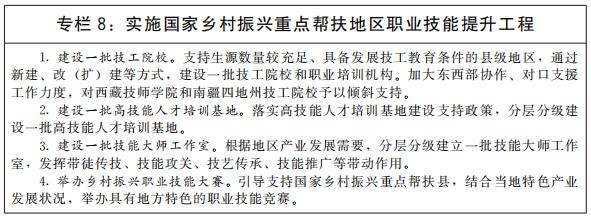 专栏 8：实施国家乡村振兴重点帮扶地区职业技能提升工程
1. 建设一批技工院校。支持生源数量较充足、具备发展技工教育条件的县级地区，通过
新建、改（扩）建等方式，建设一批技工院校和职业培训机构。加大东西部协作、对口支援
工作力度，对西藏技师学院和南疆四地州技工院校予以倾斜支持。
2. 建设一批高技能人才培训基地。落实高技能人才培训基地建设支持政策，分层分级建
设一批高技能人才培训基地。
3. 建设一批技能大师工作室。根据地区产业发展需要，分层分级建立一批技能大师工作
室，发挥带徒传技、技能攻关、技艺传承、技能推广等带动作用。
4. 举办乡村振兴职业技能大赛。引导支持国家乡村振兴重点帮扶县，结合当地特色产业
发展状况，举办具有地方特色的职业技能竞赛。